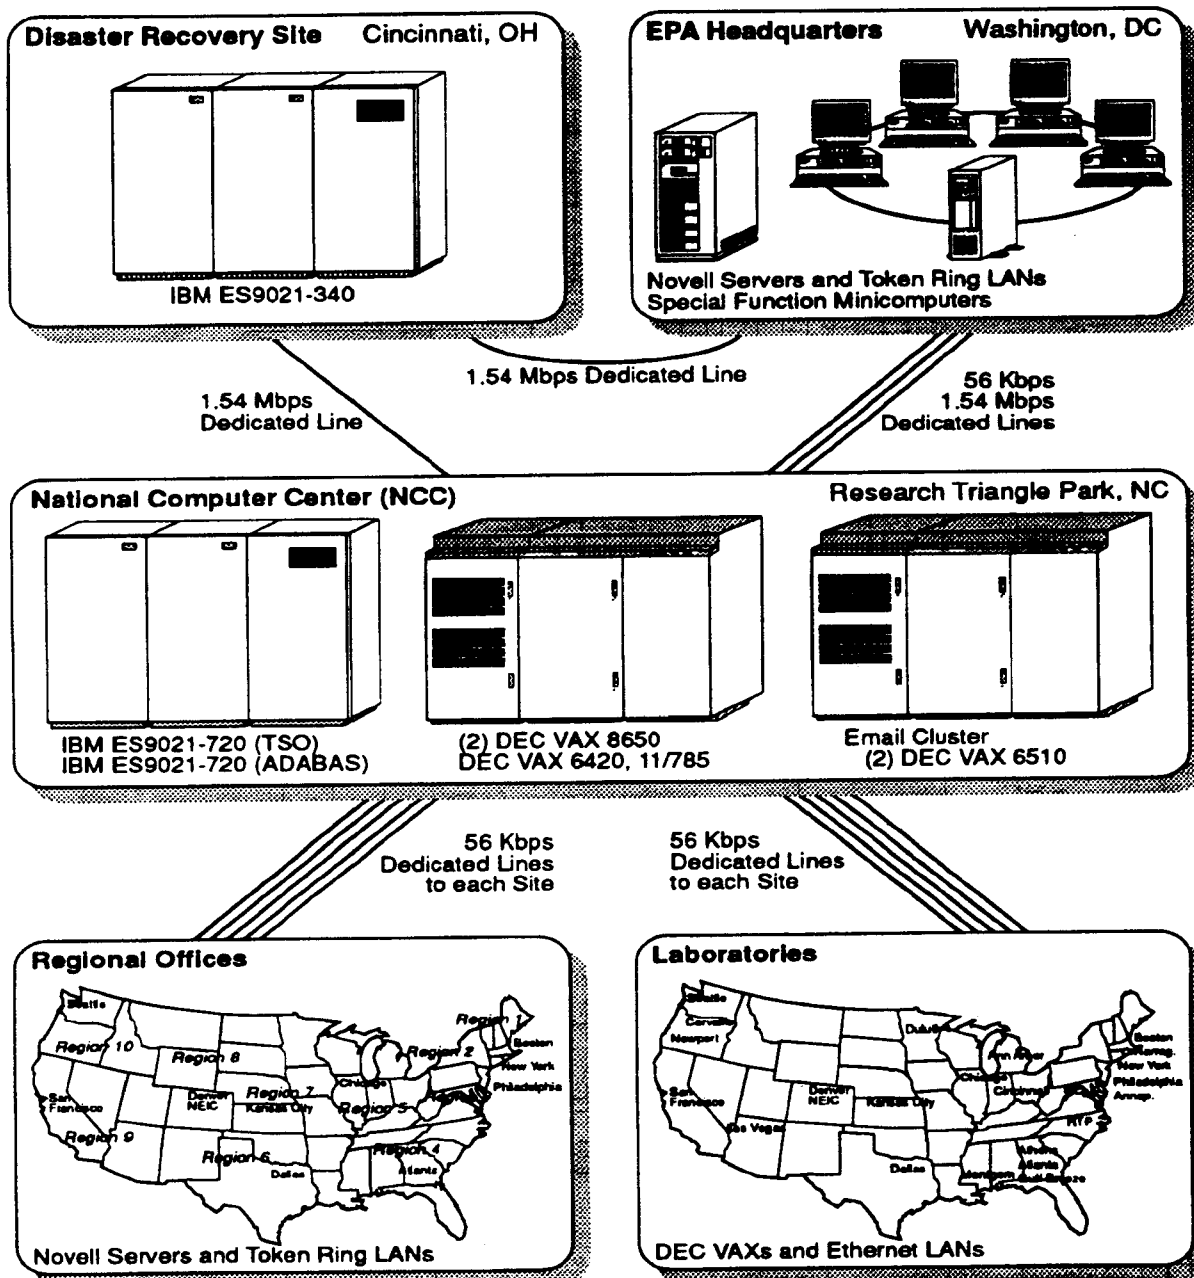 Disaster Recovery Site Cincinnati, OH
IBM ES9021-340
EPA Headquarters Washington, DC
Novell Servers and Token Ring LANs
Special Function Minicomputers
1.54 Mbps
Dedicated Line
1.54 Mbps Dedicated Line
56 Kbps
1.54 Mbps
Dedicated Lines
National Computer Center (NCC) Research Triangle Park, NC
IBM ES9021-720 (TSO)
IBM ES9021-720 (ADABAS)
(2) DEC VAX 8650
DEC VAX 6420, 11/785
Email Cluster
(2) DEC VAX 6510
56 Kbps
Dedicated Lines
to each Site
56 Kbps
Dedicated Lines
to each Site
Regional Offices
Seattle
Region 1
Region 10
Region 8
Region 2
Boston
New York
Chicago
Philadelphia
Region 7
Denver
NEIC
Kansas City
Region 5
San
Francisco
Region 9
Region 6
Region 4
Dallas
Atlanta
Novell Servers and Token Ring LANs
Laboratories
Seattle
Corvallis
Newport
Duluth
Boston
Ann Arbor
New York
Chicago
Philadelphia
Denver
NEIC
Cincinnati
Annap.
San
Francisco
Kansas City
Las Vegas
RTP
Athens
Dallas
Atlanta
Gulf Breeze
DEC VAXs and Ethernet LANs